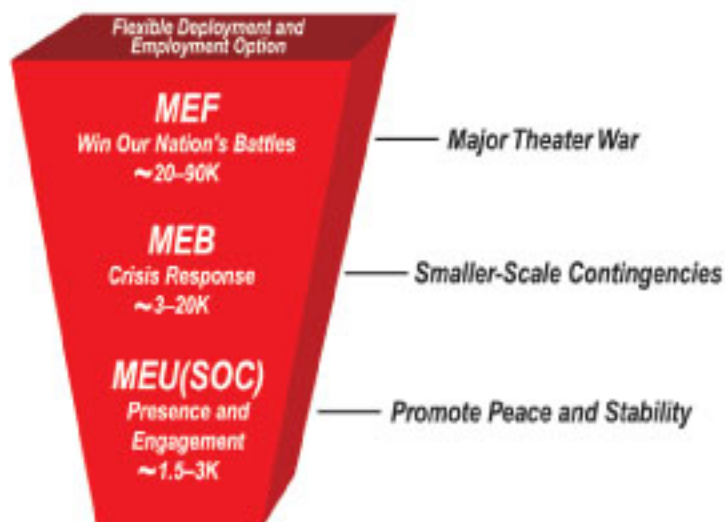 Flexible Deployment and
Employment Option
MEF
Win Our Nation's Battles
~20–90K
Major Theater War
MEB
Crisis Response
~3–20K
Smaller-Scale Contingencies
MEU(SOC)
Presence and
Engagement
~1.5–3K
Promote Peace and Stability